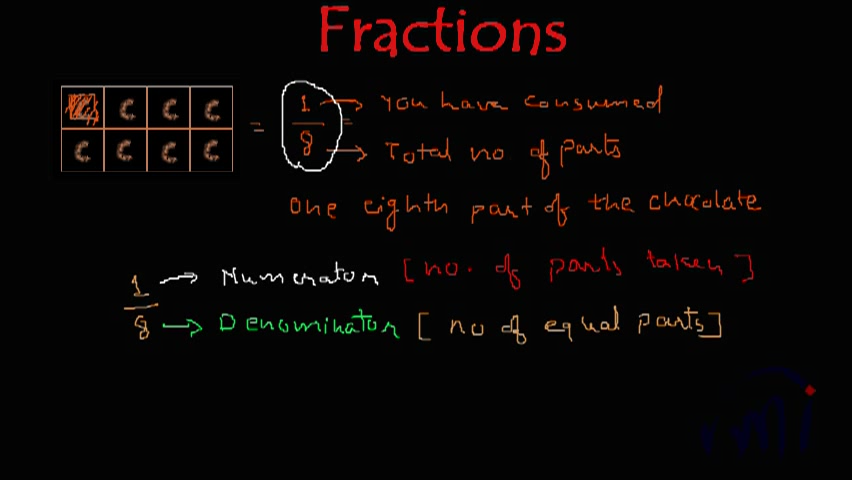 Fractions
C C C C
1 → You have consumed
8 → Total no of parts
C C C C
=
=
One eighth part of the chocolate
1 → Numerator [no. of parts taken]
8 → Denominator [no of equal parts]
rmi